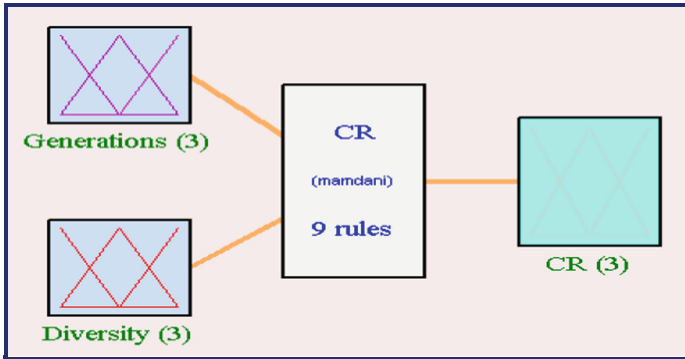 Generations (3)
Diversity (3)
CR
(mamdani)
9 rules
CR (3)